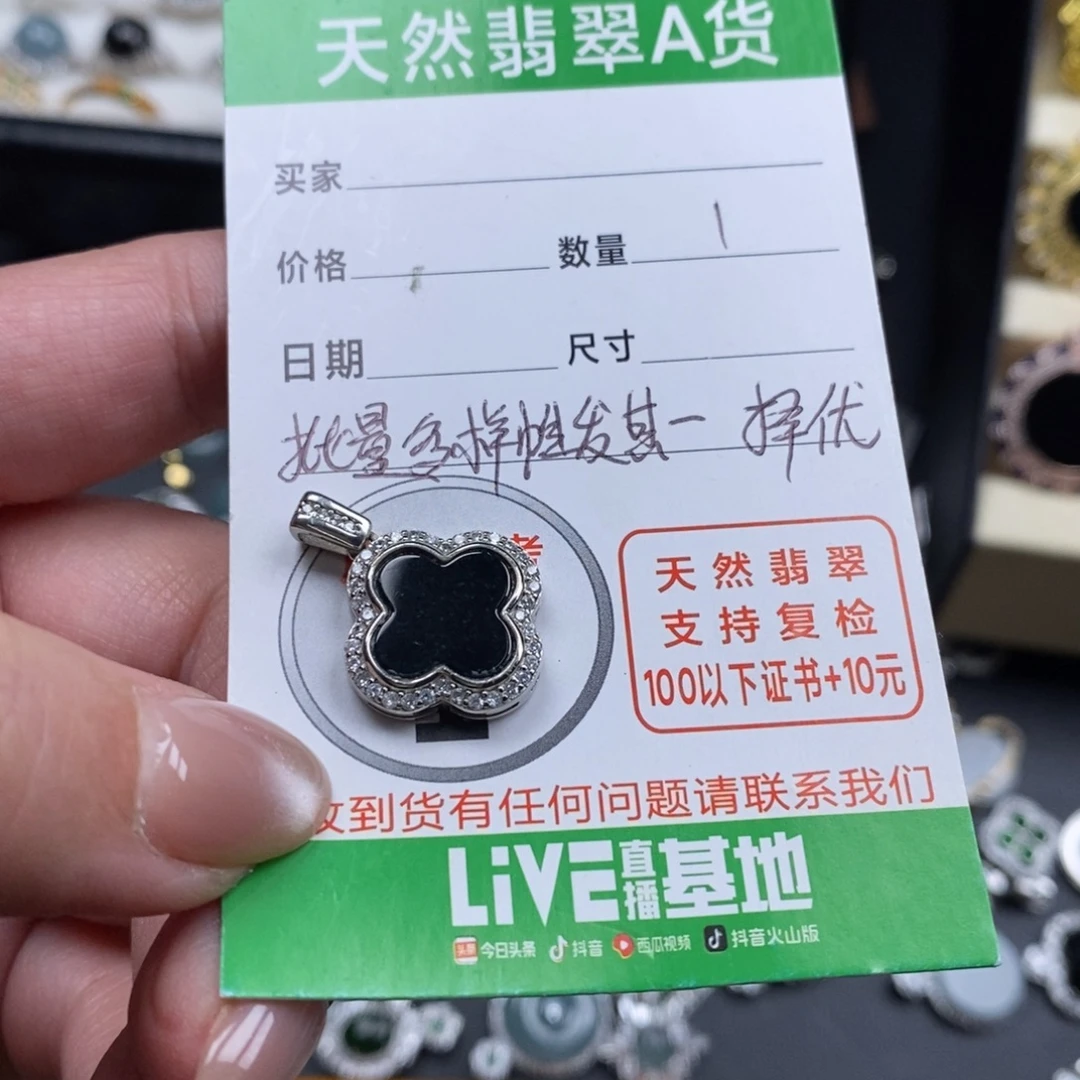 天然翡翠A货
买家
价格 数量 1
日期 尺寸
批量多样性发其一 择优
天然翡翠
支持复检
100以下证书+10元
收到货有任何问题请联系我们
LiVE直播基地
头条 今日头条 抖音 西瓜视频 抖音火山版